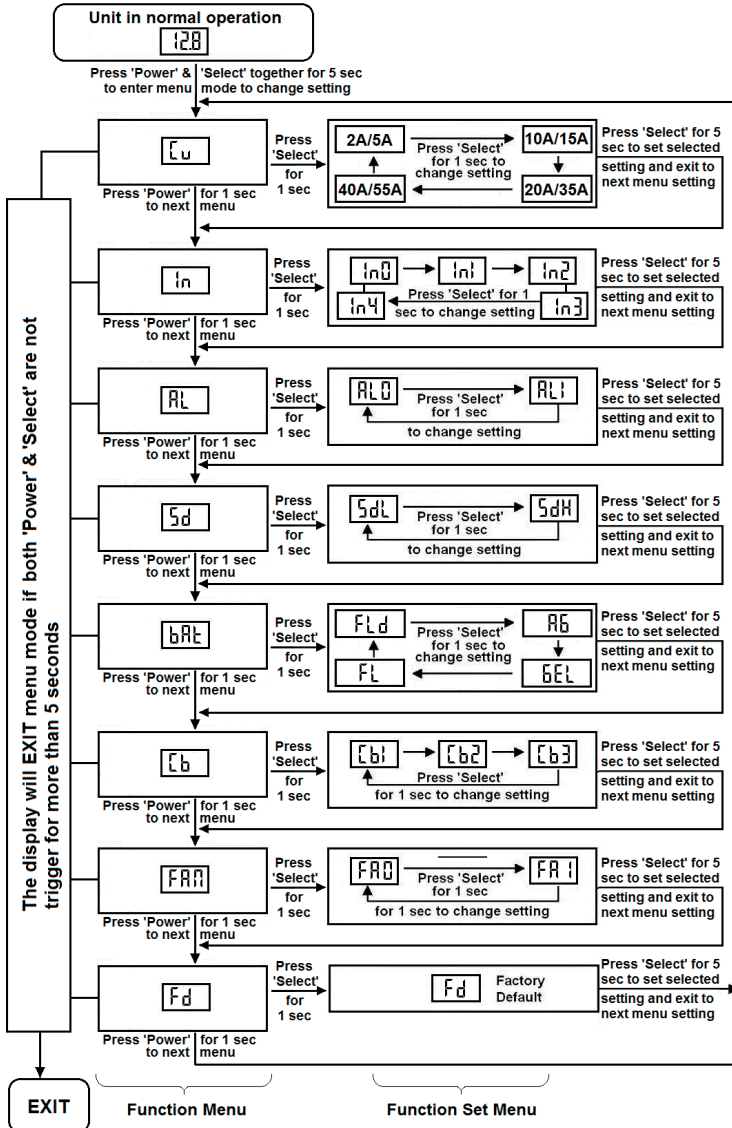 Unit in normal operation
12.8
Press 'Power' & 'Select' together for 5 sec
to enter menu mode to change setting
Cu
Press
'Select'
for
1 sec
2A/5A
10A/15A
Press 'Select'
for 1 sec to
change setting
40A/55A
20A/35A
Press 'Select' for 5
sec to set selected
setting and exit to
next menu setting
Press 'Power' for 1 sec
to next menu
In
Press
'Select'
for
1 sec
In0
In1
In2
Press 'Select' for 1
sec to change setting
In4
In3
Press 'Select' for 5
sec to set selected
setting and exit to
next menu setting
Press 'Power' for 1 sec
to next menu
AL
Press
'Select'
for
1 sec
AL0
AL1
Press 'Select'
for 1 sec
to change setting
Press 'Select' for 5
sec to set selected
setting and exit to
next menu setting
Press 'Power' for 1 sec
to next menu
Sd
Press
'Select'
for
1 sec
SdL
SdH
Press 'Select'
for 1 sec
to change setting
Press 'Select' for 5
sec to set selected
setting and exit to
next menu setting
Press 'Power' for 1 sec
to next menu
bAt
Press
'Select'
for
1 sec
FLd
AG
Press 'Select'
for 1 sec to
change setting
FL
GEL
Press 'Select' for 5
sec to set selected
setting and exit to
next menu setting
Press 'Power' for 1 sec
to next menu
Cb
Press
'Select'
for
1 sec
Cb1
Cb2
Cb3
Press 'Select'
for 1 sec to change setting
Press 'Select' for 5
sec to set selected
setting and exit to
next menu setting
Press 'Power' for 1 sec
to next menu
FAN
Press
'Select'
for
1 sec
FA0
FA1
Press 'Select'
for 1 sec
for 1 sec to change setting
Press 'Select' for 5
sec to set selected
setting and exit to
next menu setting
Press 'Power' for 1 sec
to next menu
Fd
Press
'Select'
for
1 sec
Fd
Factory
Default
Press 'Select' for 5
sec to set selected
setting and exit to
next menu setting
Press 'Power' for 1 sec
to next menu
The display will EXIT menu mode if both 'Power' & 'Select' are not
trigger for more than 5 seconds
EXIT
Function Menu
Function Set Menu